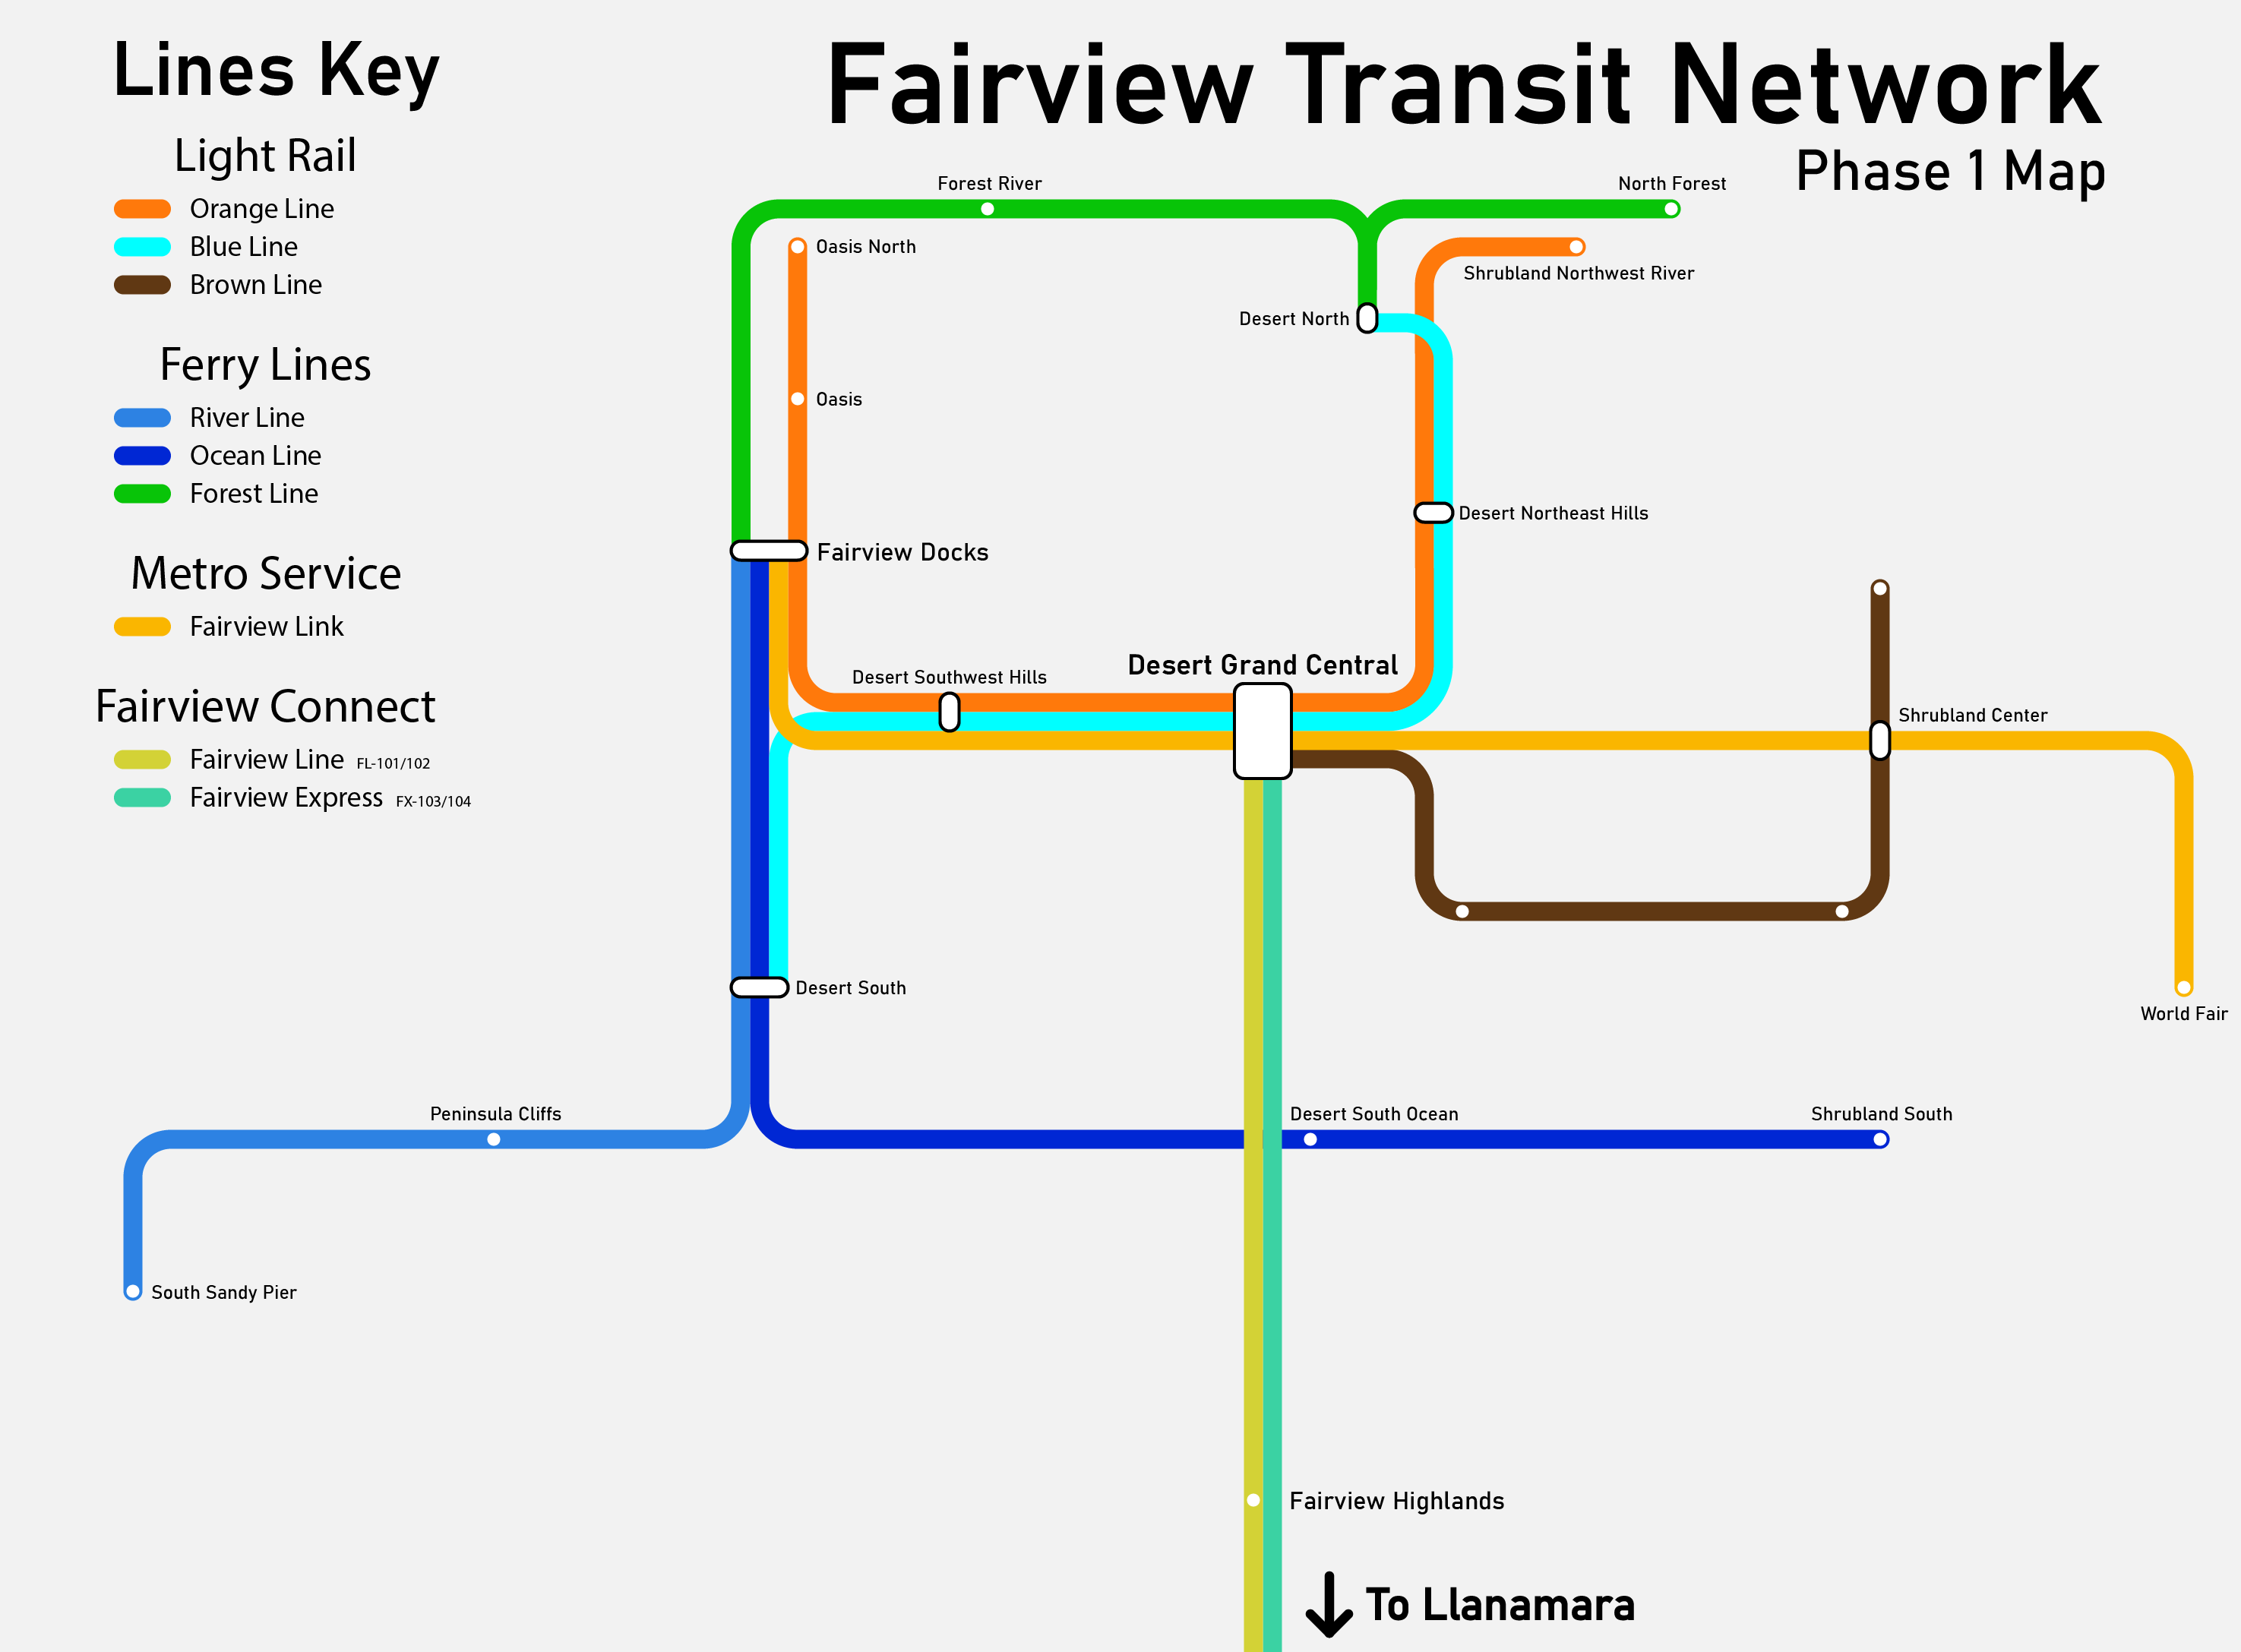 Lines Key
Light Rail
Orange Line
Blue Line
Brown Line
Ferry Lines
River Line
Ocean Line
Forest Line
Metro Service
Fairview Link
Fairview Connect
Fairview Line FL-101/102
Fairview Express FX-103/104
Fairview Transit Network
Phase 1 Map
Forest River
North Forest
Oasis North
Shrubland Northwest River
Desert North
Oasis
Desert Northeast Hills
Fairview Docks
Desert Grand Central
Desert Southwest Hills
Shrubland Center
Desert South
World Fair
Peninsula Cliffs
Desert South Ocean
Shrubland South
South Sandy Pier
Fairview Highlands
To Llanamara